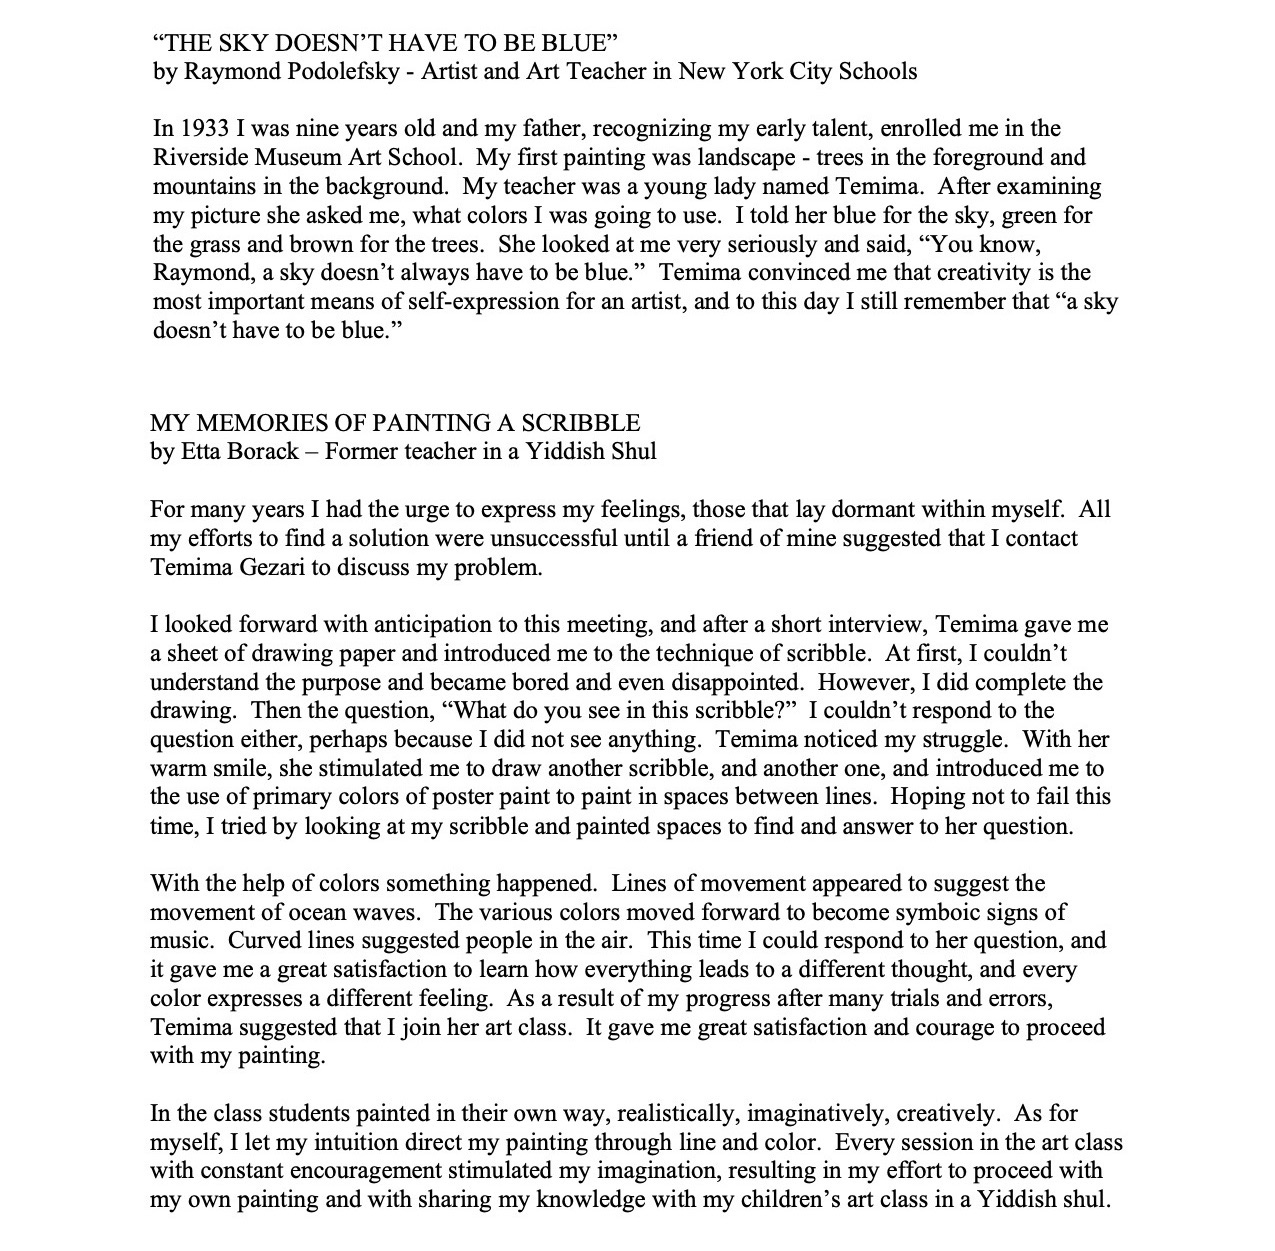 “THE SKY DOESN’T HAVE TO BE BLUE”
by Raymond Podolefsky - Artist and Art Teacher in New York City Schools
In 1933 I was nine years old and my father, recognizing my early talent, enrolled me in the
Riverside Museum Art School.  My first painting was landscape - trees in the foreground and
mountains in the background.  My teacher was a young lady named Temima.  After examining
my picture she asked me, what colors I was going to use.  I told her blue for the sky, green for
the grass and brown for the trees.  She looked at me very seriously and said, “You know,
Raymond, a sky doesn’t always have to be blue.”  Temima convinced me that creativity is the
most important means of self-expression for an artist, and to this day I still remember that “a sky
doesn’t have to be blue.”
MY MEMORIES OF PAINTING A SCRIBBLE
by Etta Borack – Former teacher in a Yiddish Shul
For many years I had the urge to express my feelings, those that lay dormant within myself.  All
my efforts to find a solution were unsuccessful until a friend of mine suggested that I contact
Temima Gezari to discuss my problem.
I looked forward with anticipation to this meeting, and after a short interview, Temima gave me
a sheet of drawing paper and introduced me to the technique of scribble.  At first, I couldn’t
understand the purpose and became bored and even disappointed.  However, I did complete the
drawing.  Then the question, “What do you see in this scribble?”  I couldn’t respond to the
question either, perhaps because I did not see anything.  Temima noticed my struggle.  With her
warm smile, she stimulated me to draw another scribble, and another one, and introduced me to
the use of primary colors of poster paint to paint in spaces between lines.  Hoping not to fail this
time, I tried by looking at my scribble and painted spaces to find and answer to her question.
With the help of colors something happened.  Lines of movement appeared to suggest the
movement of ocean waves.  The various colors moved forward to become symboic signs of
music.  Curved lines suggested people in the air.  This time I could respond to her question, and
it gave me a great satisfaction to learn how everything leads to a different thought, and every
color expresses a different feeling.  As a result of my progress after many trials and errors,
Temima suggested that I join her art class.  It gave me great satisfaction and courage to proceed
with my painting.
In the class students painted in their own way, realistically, imaginatively, creatively.  As for
myself, I let my intuition direct my painting through line and color.  Every session in the art class
with constant encouragement stimulated my imagination, resulting in my effort to proceed with
my own painting and with sharing my knowledge with my children’s art class in a Yiddish shul.